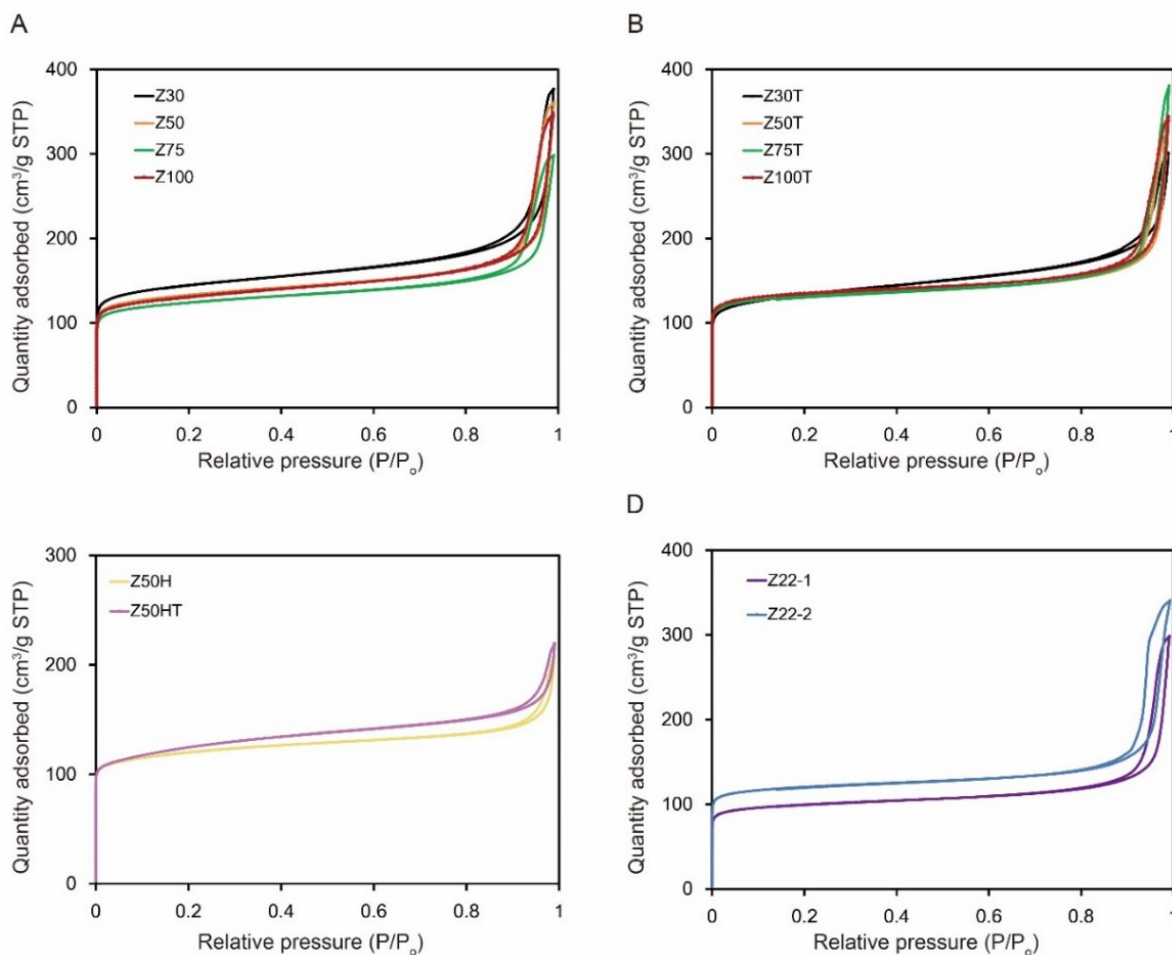 A
Quantity adsorbed (cm³/g STP)
400
300
200
100
0
Z30
Z50
Z75
Z100
0 0.2 0.4 0.6 0.8 1
Relative pressure (P/Pₒ)
B
Quantity adsorbed (cm³/g STP)
400
300
200
100
0
Z30T
Z50T
Z75T
Z100T
0 0.2 0.4 0.6 0.8 1
Relative pressure (P/Pₒ)
Quantity adsorbed (cm³/g STP)
300
200
100
0
Z50H
Z50HT
0 0.2 0.4 0.6 0.8 1
Relative pressure (P/Pₒ)
D
Quantity adsorbed (cm³/g STP)
400
300
200
100
0
Z22-1
Z22-2
0 0.2 0.4 0.6 0.8 1
Relative pressure (P/Pₒ)